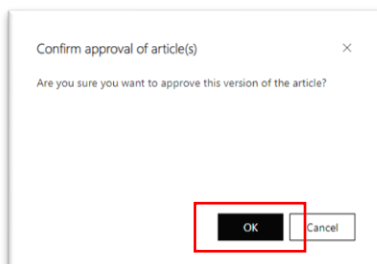 Confirm approval of article(s)
Are you sure you want to approve this version of the article?
OK Cancel